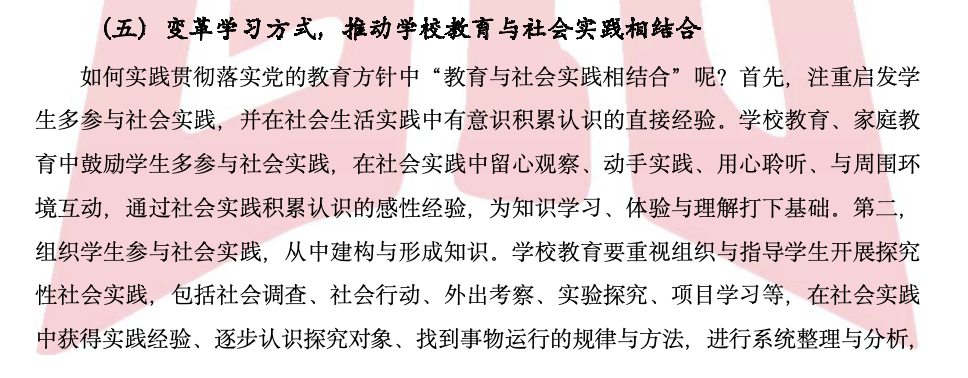 （五）变革学习方式，推动学校教育与社会实践相结合
如何实践贯彻落实党的教育方针中“教育与社会实践相结合”呢？首先，注重启发学
生多参与社会实践，并在社会生活实践中有意识积累认识的直接经验。学校教育、家庭教
育中鼓励学生多参与社会实践，在社会实践中留心观察、动手实践、用心聆听、与周围环
境互动，通过社会实践积累认识的感性经验，为知识学习、体验与理解打下基础。第二，
组织学生参与社会实践，从中建构与形成知识。学校教育要重视组织与指导学生开展探究
性社会实践，包括社会调查、社会行动、外出考察、实验探究、项目学习等，在社会实践
中获得实践经验、逐步认识探究对象、找到事物运行的规律与方法，进行系统整理与分析，